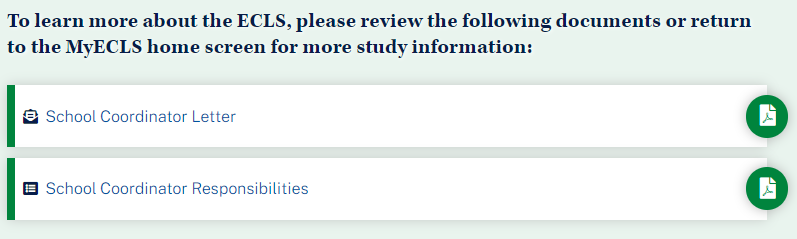 To learn more about the ECLS, please review the following documents or return
to the MyECLS home screen for more study information:
School Coordinator Letter
School Coordinator Responsibilities